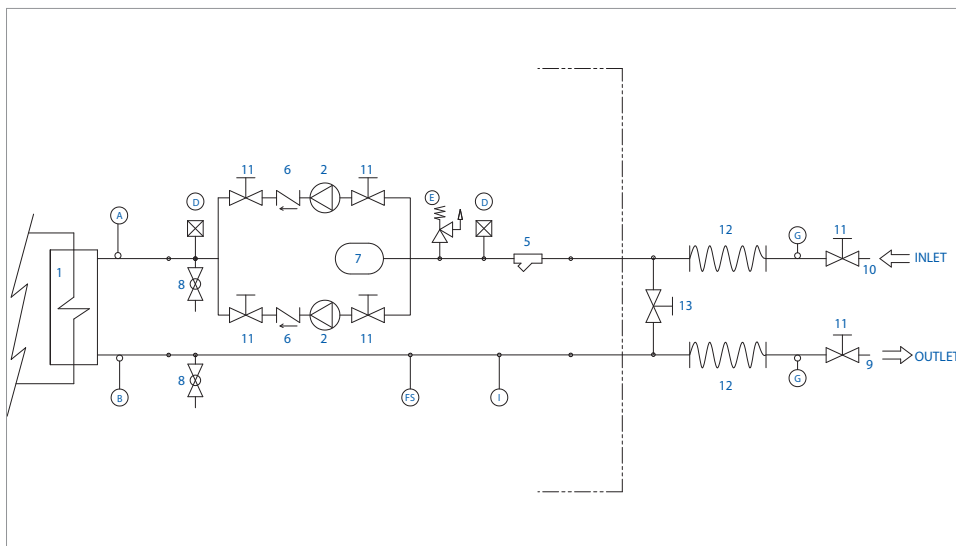 11 6 2 11
D E D
A
12 G 11
5
1 7 INLET
10
8
13
11 6 2 11
11
OUTLET
9
8
12 G
B FS I